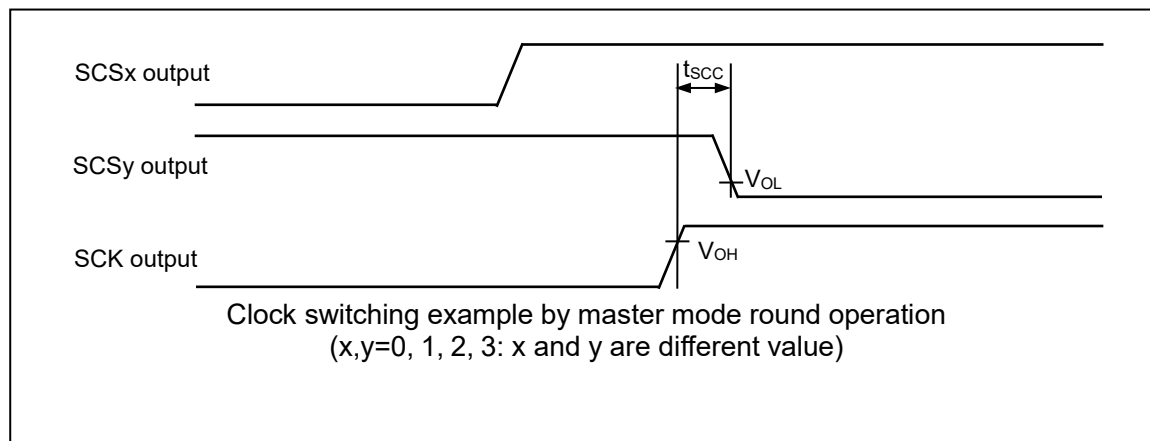 SCSx output
tSCC
SCSy output
VOL
SCK output
VOH
Clock switching example by master mode round operation
(x,y=0, 1, 2, 3: x and y are different value)